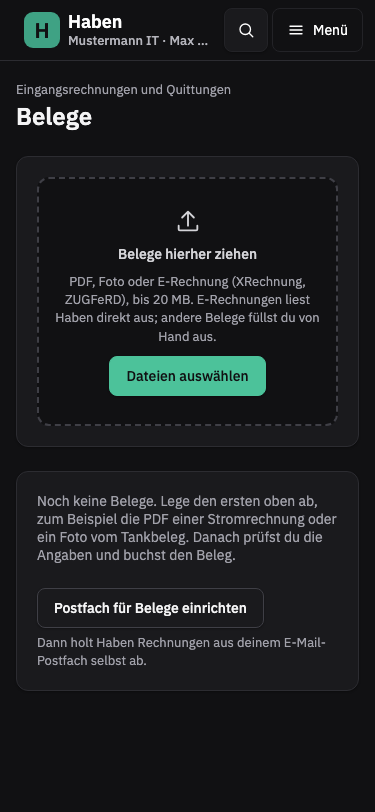 H
Haben
Mustermann IT · Max ...
Menü
Eingangsrechnungen und Quittungen
Belege
Belege hierher ziehen
PDF, Foto oder E-Rechnung (XRechnung,
ZUGFeRD), bis 20 MB. E-Rechnungen liest
Haben direkt aus; andere Belege füllst du von
Hand aus.
Dateien auswählen
Noch keine Belege. Lege den ersten oben ab,
zum Beispiel die PDF einer Stromrechnung oder
ein Foto vom Tankbeleg. Danach prüfst du die
Angaben und buchst den Beleg.
Postfach für Belege einrichten
Dann holt Haben Rechnungen aus deinem E-Mail-
Postfach selbst ab.